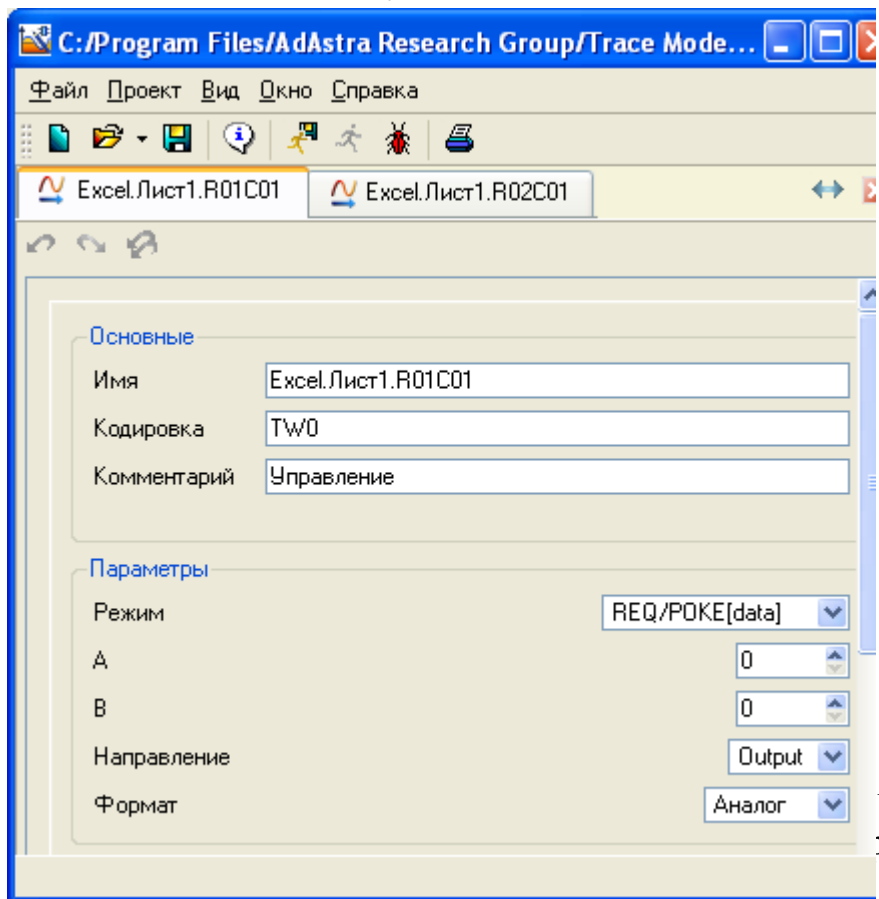 C:/Program Files/AdAstra Research Group/Trace Mode...
Файл Проект Вид Окно Справка
Excel.Лист1.R01C01 Excel.Лист1.R02C01
Основные
Имя Excel.Лист1.R01C01
Кодировка TW0
Комментарий Управление
Параметры
Режим REQ/POKE[data]
A 0
B 0
Направление Output
Формат Аналог